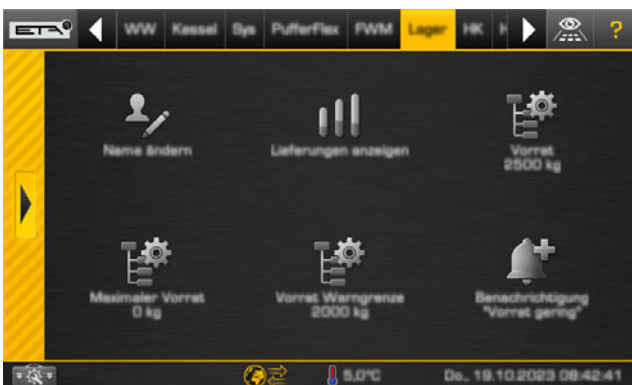 ETA
WW Kessel Sys PufferFlex FWM Lager HK
?
Name ändern
Lieferungen anzeigen
Vorrat
2500 kg
Maximaler Vorrat
0 kg
Vorrat Warngrenze
2000 kg
Benachrichtigung
"Vorrat gering"
5,0°C
Do., 19.10.2023 08:42:41